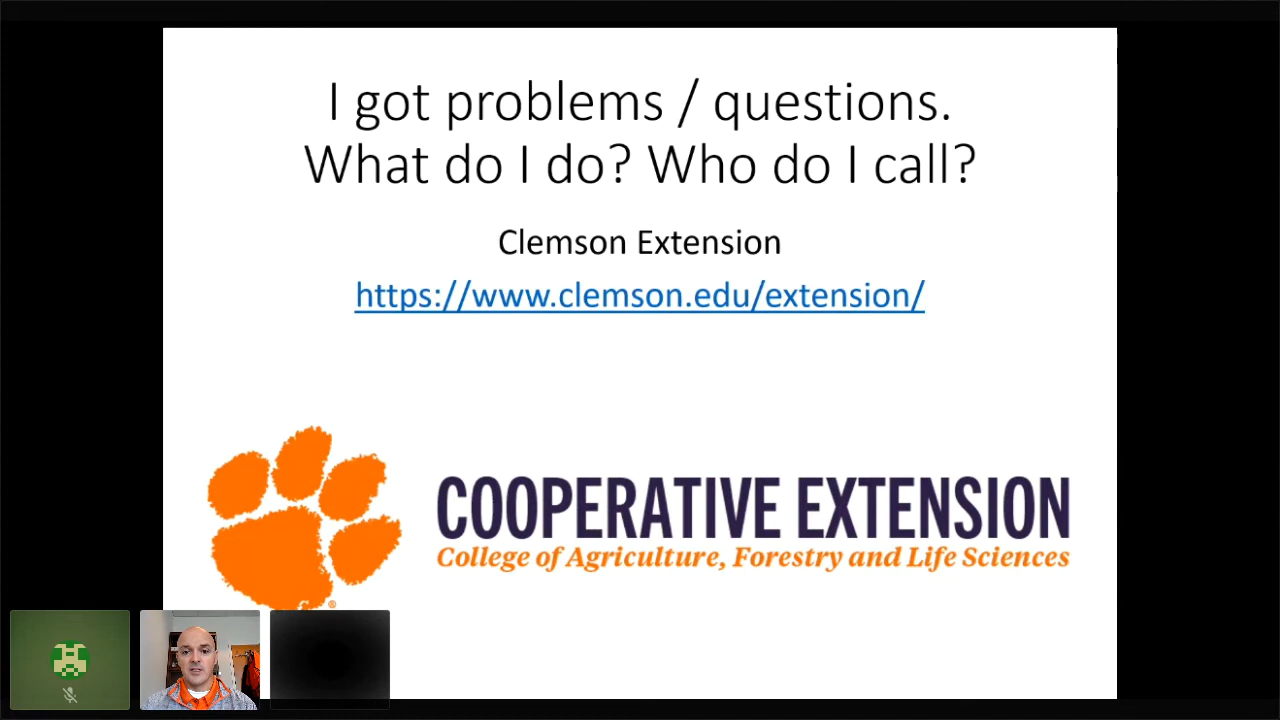 I got problems / questions.
What do I do? Who do I call?
Clemson Extension
https://www.clemson.edu/extension/
COOPERATIVE EXTENSION
College of Agriculture, Forestry and Life Sciences
®